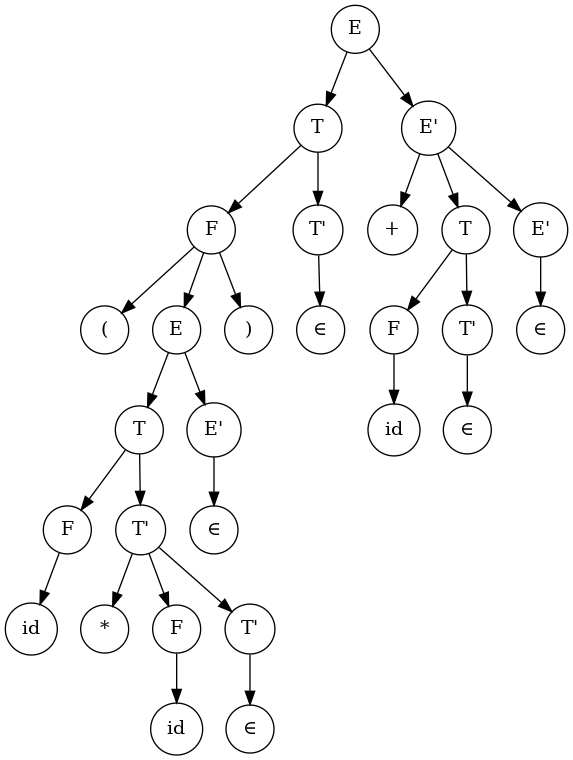 E
T E'
F T' + T E'
( E ) ∈ F T' ∈
T E' id ∈
F T' ∈
id * F T'
id ∈